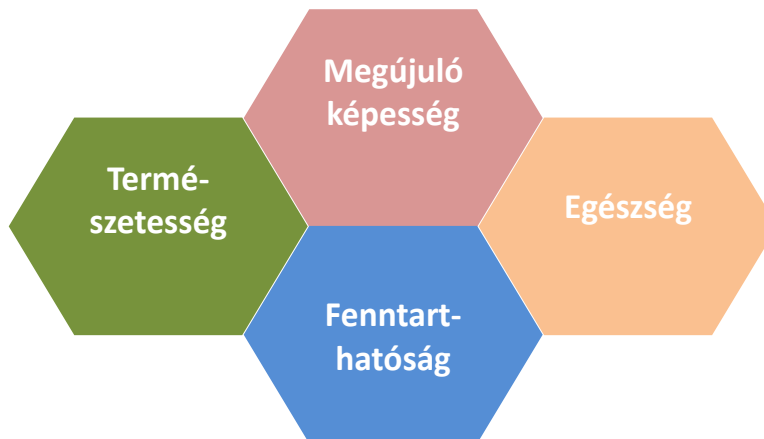 Megújuló
képesség
Termé-
szetesség
Egészség
Fenntart-
hatóság